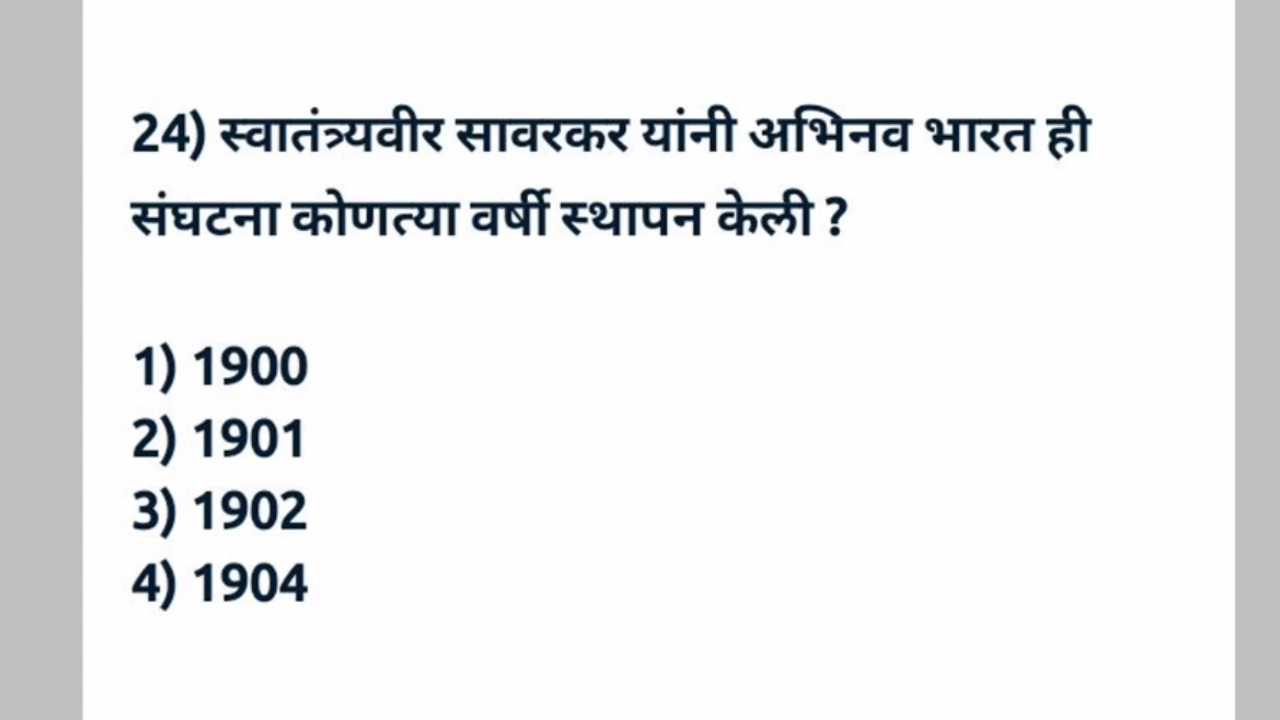 24) स्वातंत्र्यवीर सावरकर यांनी अभिनव भारत ही
संघटना कोणत्या वर्षी स्थापन केली ?
1) 1900
2) 1901
3) 1902
4) 1904